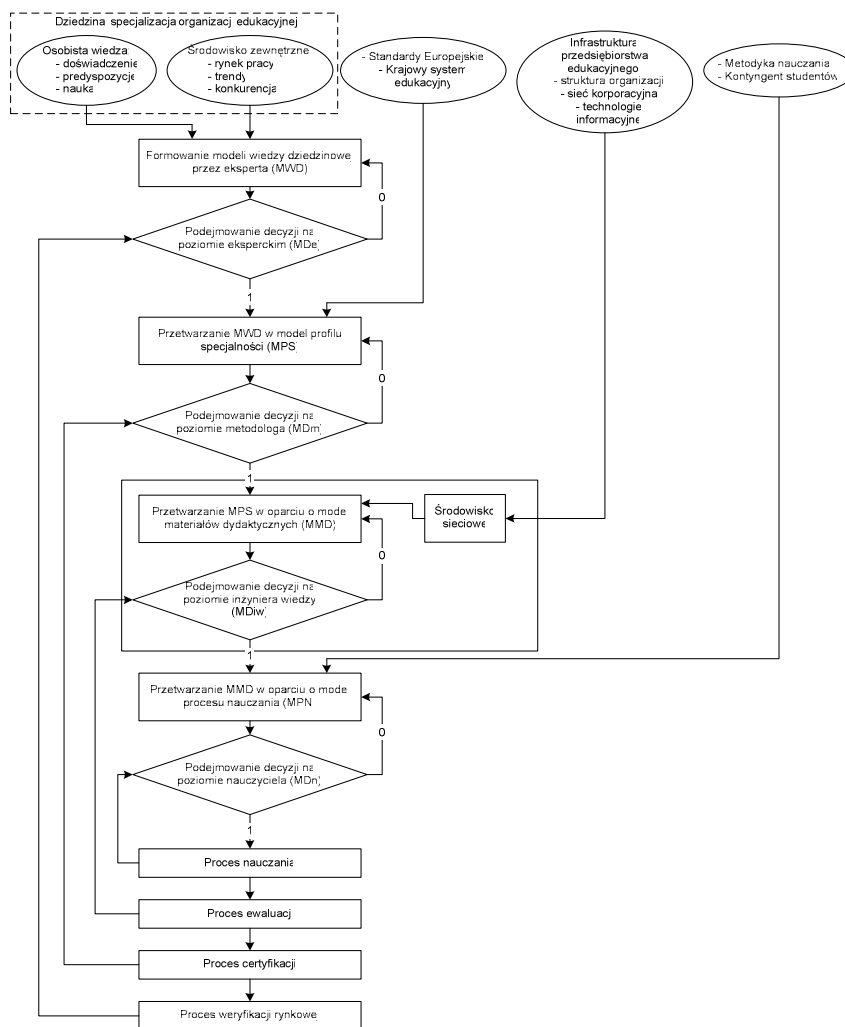 Dziedzina specjalizacja organizacji edukacyjnej
Osobista wiedza:
- doświadczenie
- predyspozycje
- nauka
Środowisko zewnętrzne
- rynek pracy
- trendy
- konkurencja
- Standardy Europejskie
- Krajowy system
edukacyjny
Infrastruktura
przedsiębiorstwa
edukacyjnego
- struktura organizacji
- sieć korporacyjna
- technologie
informacyjne
- Metodyka nauczania
- Kontyngent studentów
Formowanie modeli wiedzy dziedzinowej
przez eksperta (MWD)
0
Podejmowanie decyzji na
poziomie eksperckim (MDe)
1
Przetwarzanie MWD w model profilu
specjalności (MPS)
0
Podejmowanie decyzji na
poziomie metodologa (MDm)
1
Przetwarzanie MPS w oparciu o mode
materiałów dydaktycznych (MMD)
Środowisko
sieciowe
0
Podejmowanie decyzji na
poziomie inżyniera wiedzy
(MDiw)
1
Przetwarzanie MMD w oparciu o mode
procesu nauczania (MPN
0
Podejmowanie decyzji na
poziomie nauczyciela (MDn)
1
Proces nauczania
Proces ewaluacj
Proces certyfikacji
Proces weryfikacji rynkowej